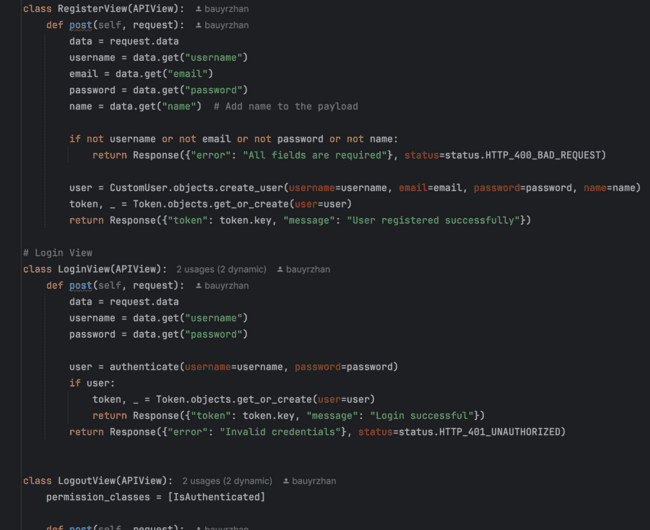 class RegisterView(APIView): bauyrzhan
def post(self, request): bauyrzhan
data = request.data
username = data.get("username")
email = data.get("email")
password = data.get("password")
name = data.get("name") # Add name to the payload
if not username or not email or not password or not name:
return Response({"error": "All fields are required"}, status=status.HTTP_400_BAD_REQUEST)
user = CustomUser.objects.create_user(username=username, email=email, password=password, name=name)
token, _ = Token.objects.get_or_create(user=user)
return Response({"token": token.key, "message": "User registered successfully"})
# Login View
class LoginView(APIView): 2 usages (2 dynamic) bauyrzhan
def post(self, request): bauyrzhan
data = request.data
username = data.get("username")
password = data.get("password")
user = authenticate(username=username, password=password)
if user:
token, _ = Token.objects.get_or_create(user=user)
return Response({"token": token.key, "message": "Login successful"})
return Response({"error": "Invalid credentials"}, status=status.HTTP_401_UNAUTHORIZED)
class LogoutView(APIView): 2 usages (2 dynamic) bauyrzhan
permission_classes = [IsAuthenticated]
def post(self, request): bauyrzhan